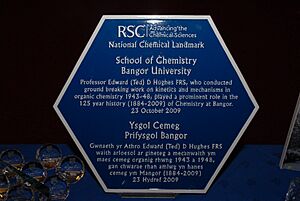 RSC
Advancing the
Chemical Sciences
National Chemical Landmark
School of Chemistry
Bangor University
Professor Edward (Ted) D Hughes FRS, who conducted
ground breaking work on kinetics and mechanisms in
organic chemistry 1943-48, played a prominent role in the
125 year history (1884-2009) of Chemistry at Bangor.
23 October 2009
Ysgol Cemeg
Prifysgol Bangor
Gwnaeth yr Athro Edward (Ted) D Hughes FRS
waith arloesol ar gineteg a mecanwaith ym
maes cemeg organig rhwng 1943 a 1948,
gan chwarae rhan amlwg yn hanes
cemeg ym Mangor (1884-2009)
23 Hydref 2009